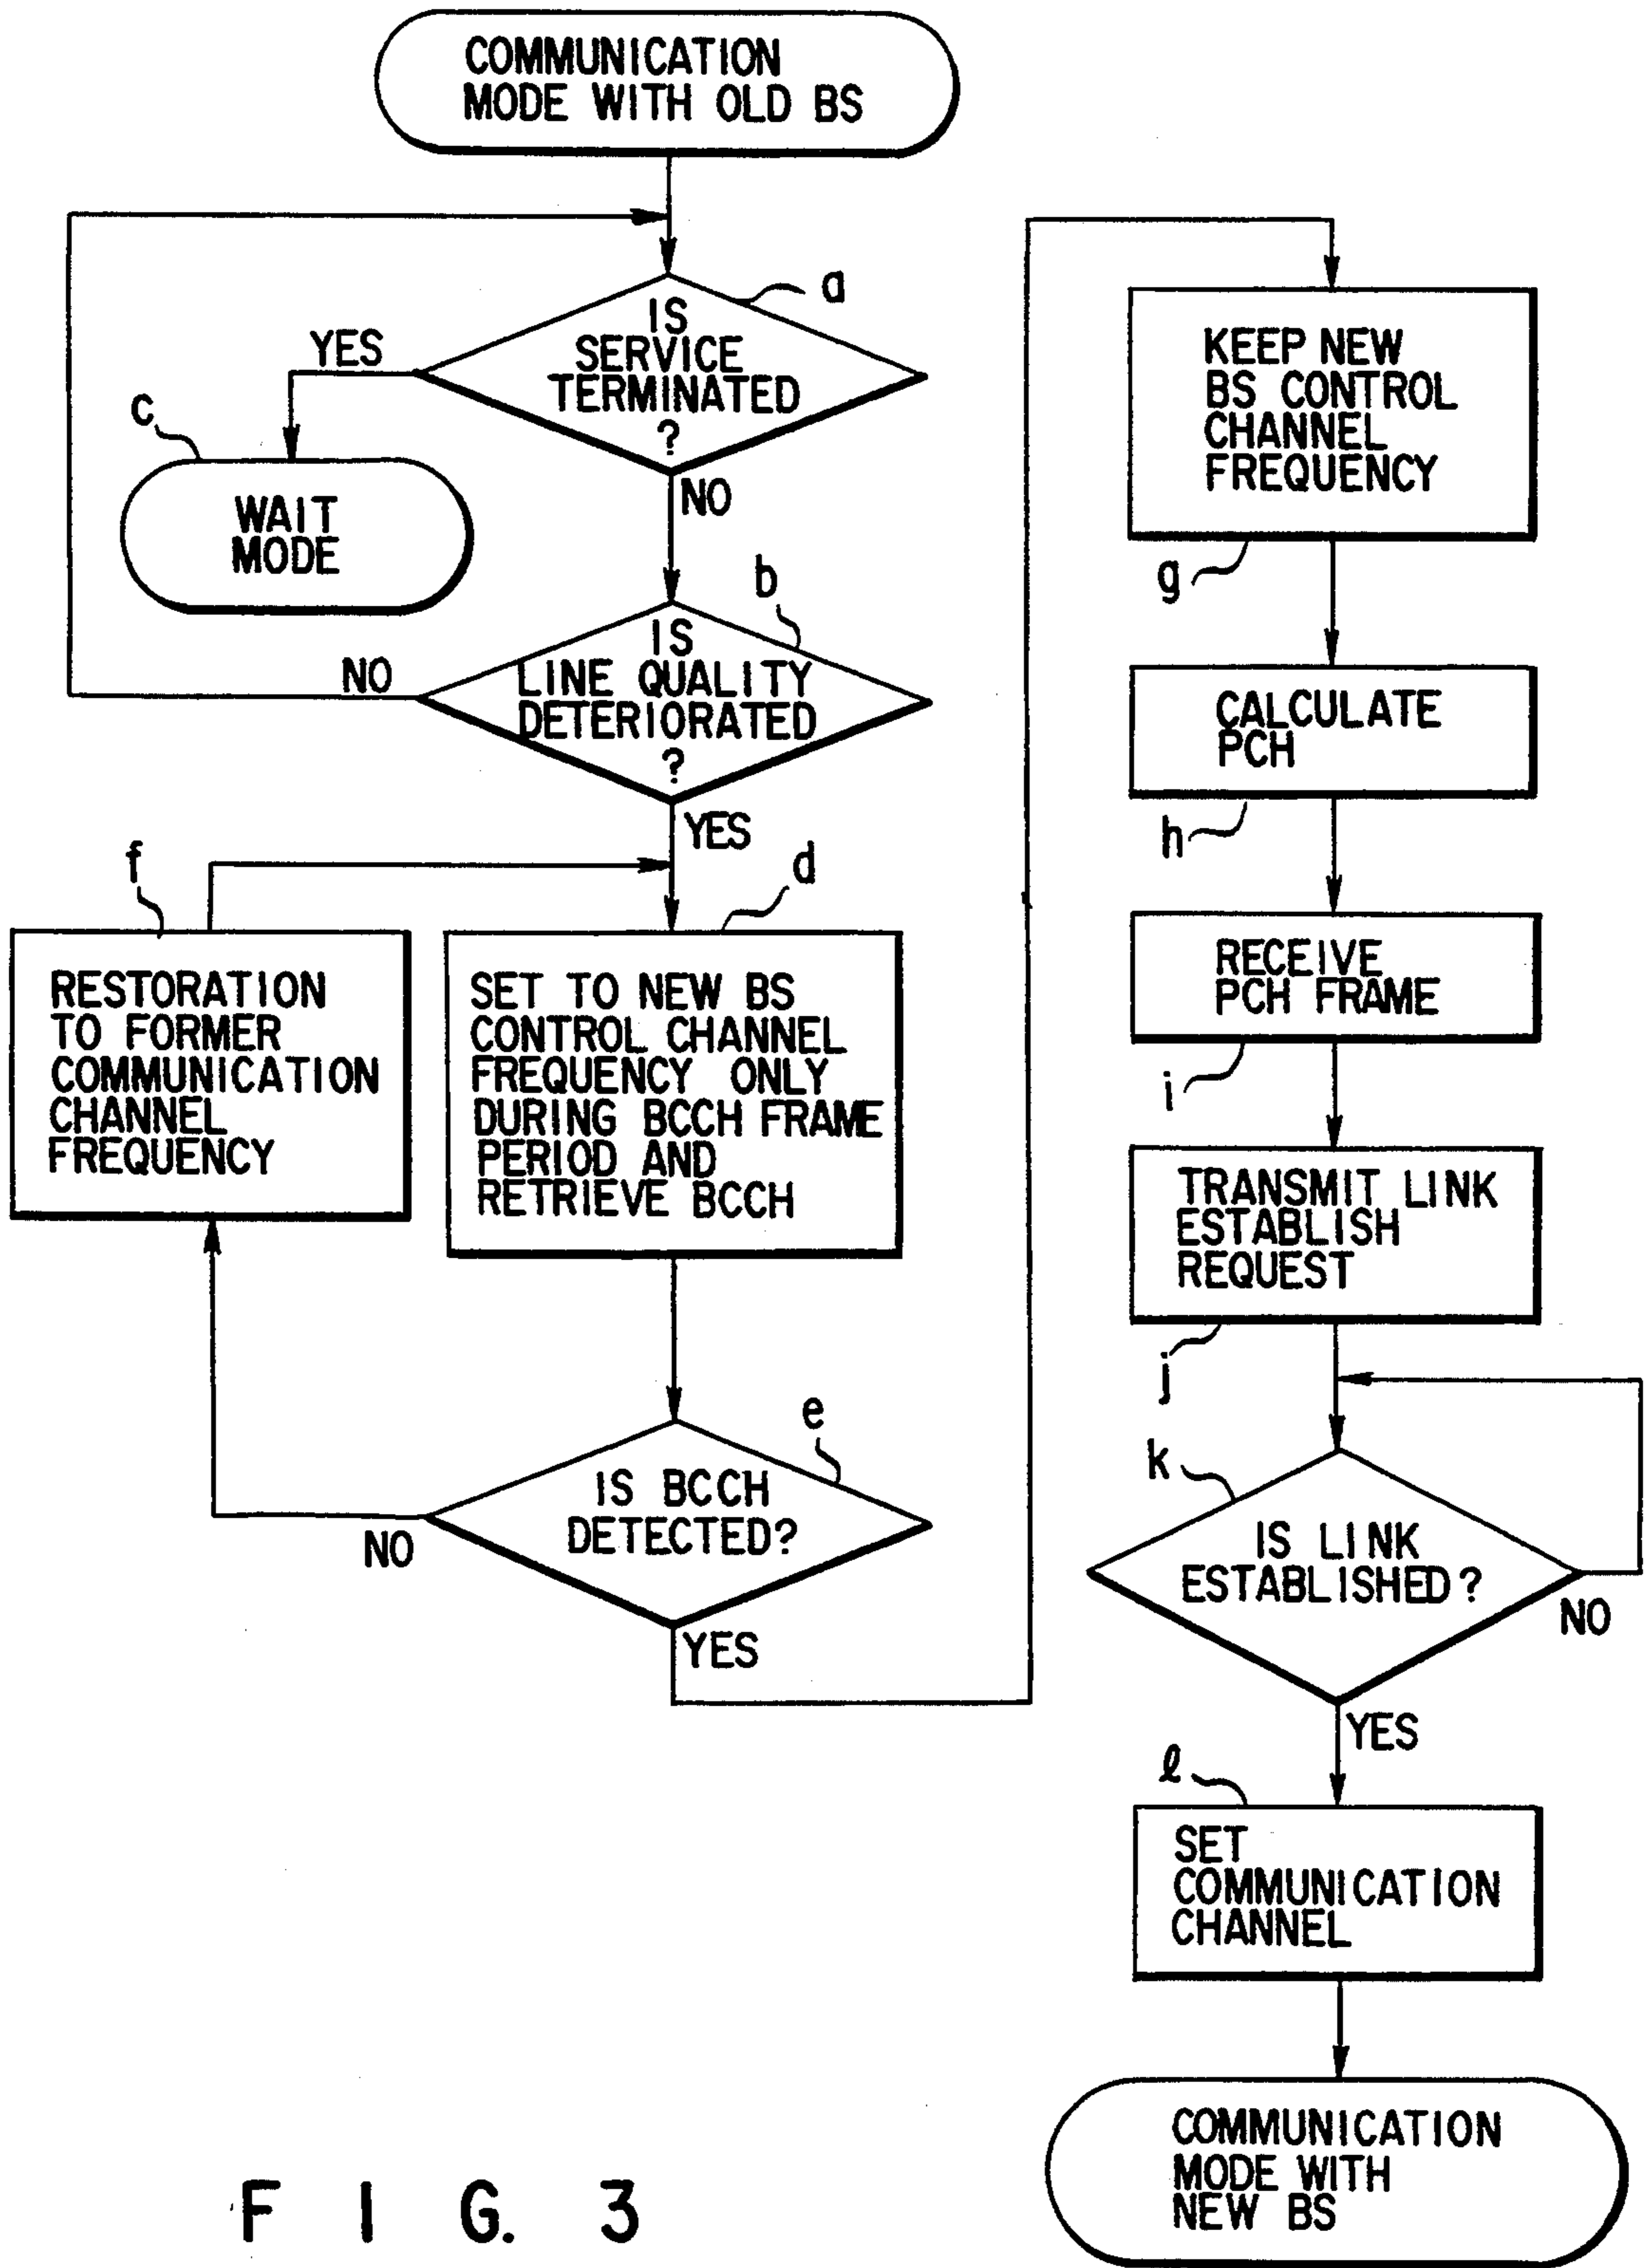 COMMUNICATION
MODE WITH OLD BS
a
IS
SERVICE
TERMINATED
?
YES
NO
c
WAIT
MODE
b
IS
LINE QUALITY
DETERIORATED
?
NO
YES
f
RESTORATION
TO FORMER
COMMUNICATION
CHANNEL
FREQUENCY
d
SET TO NEW BS
CONTROL CHANNEL
FREQUENCY ONLY
DURING BCCH FRAME
PERIOD AND
RETRIEVE BCCH
e
IS BCCH
DETECTED?
NO
YES
KEEP NEW
BS CONTROL
CHANNEL
FREQUENCY
g
CALCULATE
PCH
h
RECEIVE
PCH FRAME
i
TRANSMIT LINK
ESTABLISH
REQUEST
j
k
IS LINK
ESTABLISHED?
NO
YES
l
SET
COMMUNICATION
CHANNEL
COMMUNICATION
MODE WITH
NEW BS
FIG. 3